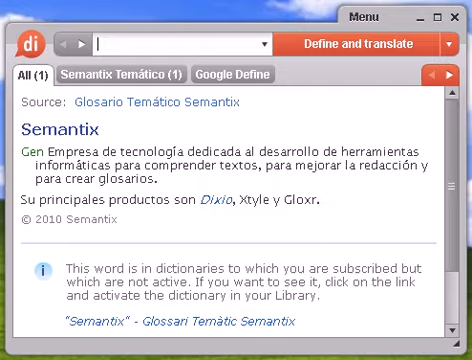 Menu
di
Define and translate
All (1)
Semantix Temático (1)
Google Define
Source: Glosario Temático Semantix
Semantix
Gen Empresa de tecnología dedicada al desarrollo de herramientas
informáticas para comprender textos, para mejorar la redacción y
para crear glosarios.
Su principales productos son Dixio, Xtyle y Gloxr.
© 2010 Semantix
This word is in dictionaries to which you are subscribed but
which are not active. If you want to see it, click on the link
and activate the dictionary in your Library.
"Semantix" - Glossari Temàtic Semantix